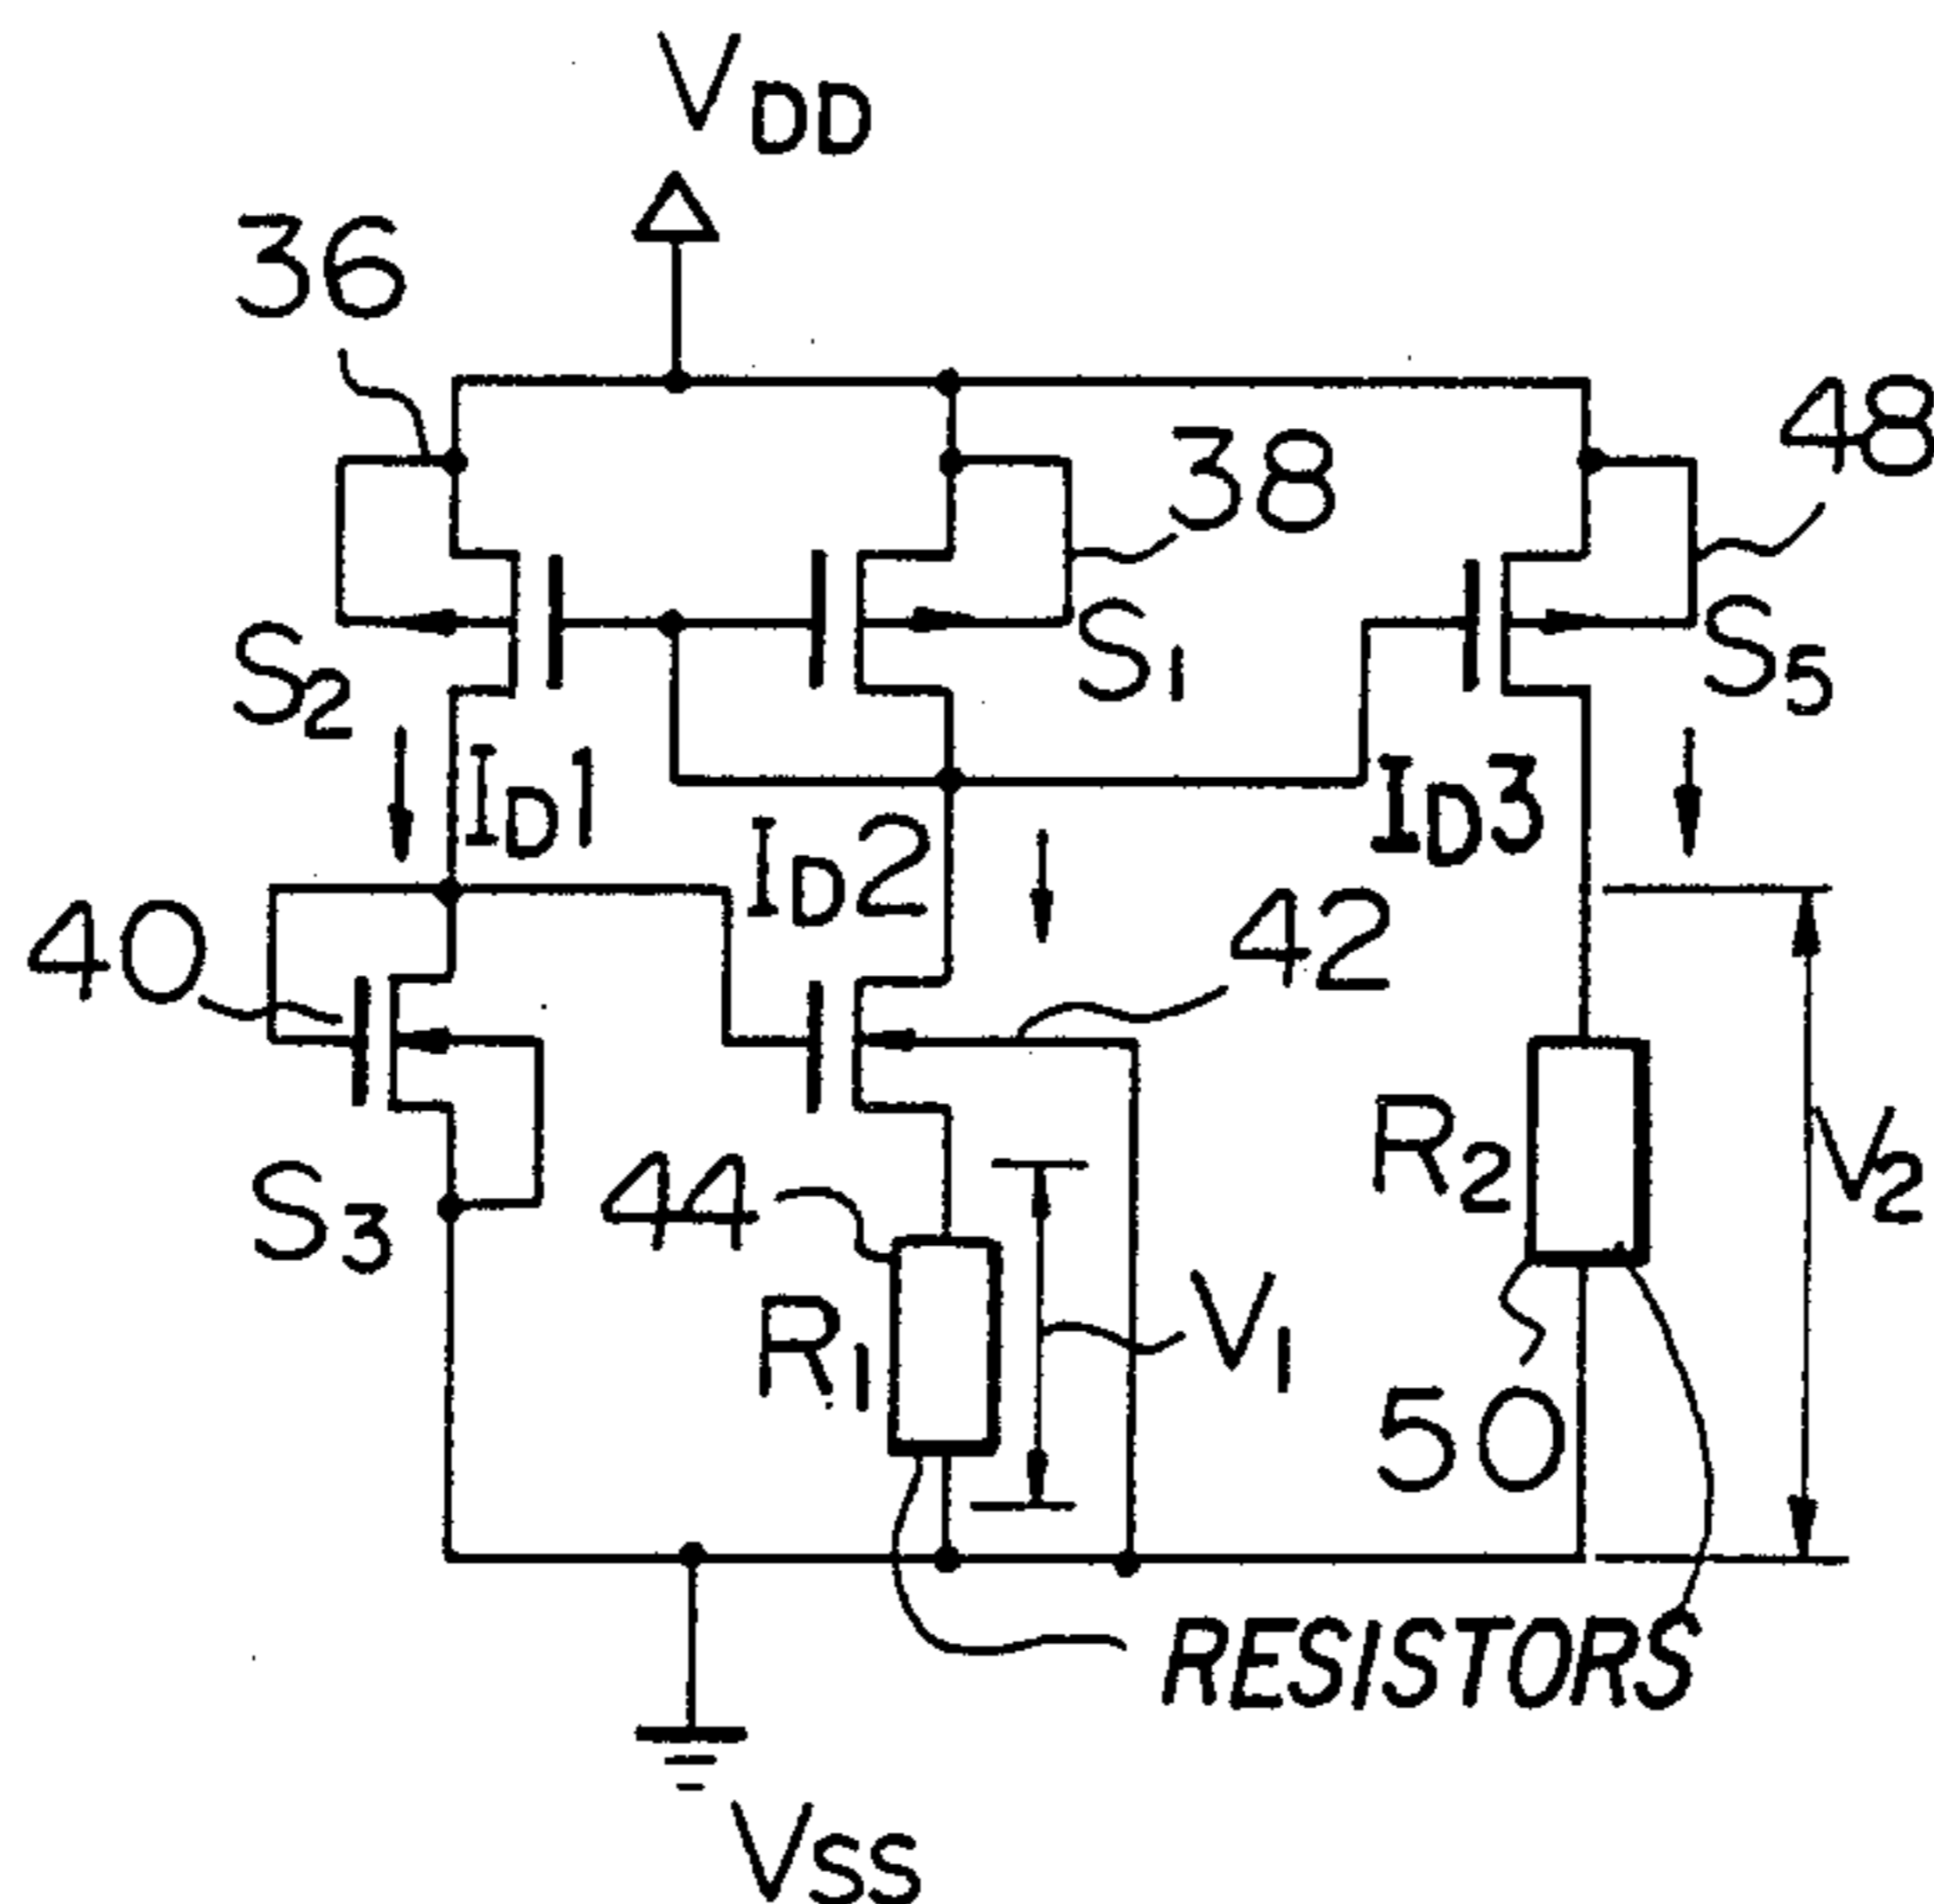 VDD
36
48
38
S2
S1
S5
ID1
ID2
ID3
40
42
S3
44
R2
V2
R1
V1
50
RESISTORS
VSS